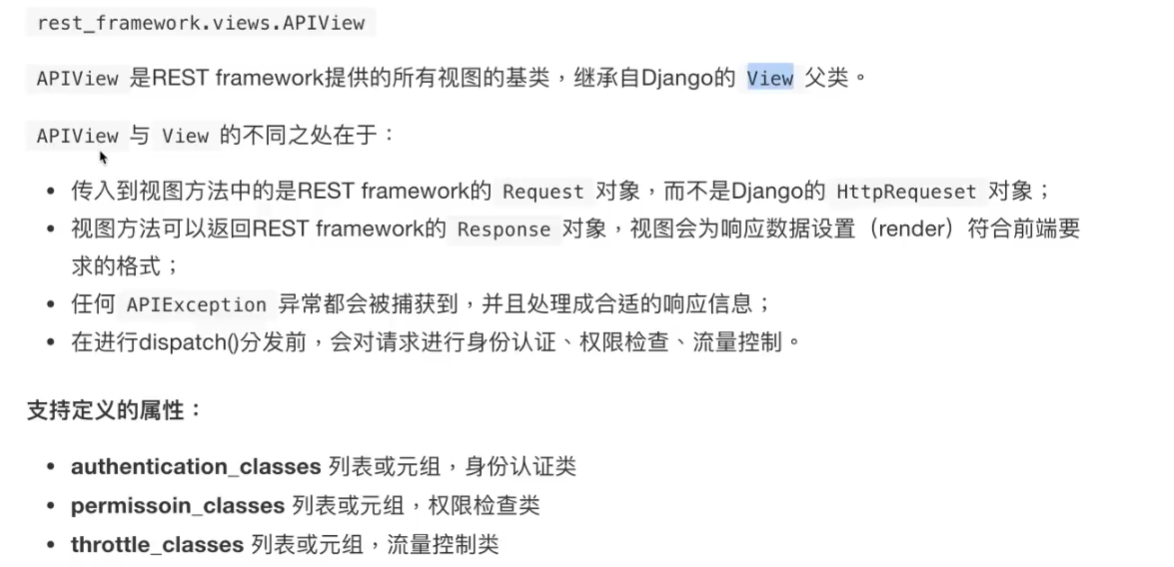 rest_framework.views.APIView
APIView 是REST framework提供的所有视图的基类，继承自Django的 View 父类。
APIView 与 View 的不同之处在于：
• 传入到视图方法中的是REST framework的 Request 对象，而不是Django的 HttpRequeset 对象；
• 视图方法可以返回REST framework的 Response 对象，视图会为响应数据设置（render）符合前端要
求的格式；
• 任何 APIException 异常都会被捕获到，并且处理成合适的响应信息；
• 在进行dispatch()分发前，会对请求进行身份认证、权限检查、流量控制。
支持定义的属性：
• authentication_classes 列表或元组，身份认证类
• permissoin_classes 列表或元组，权限检查类
• throttle_classes 列表或元组，流量控制类